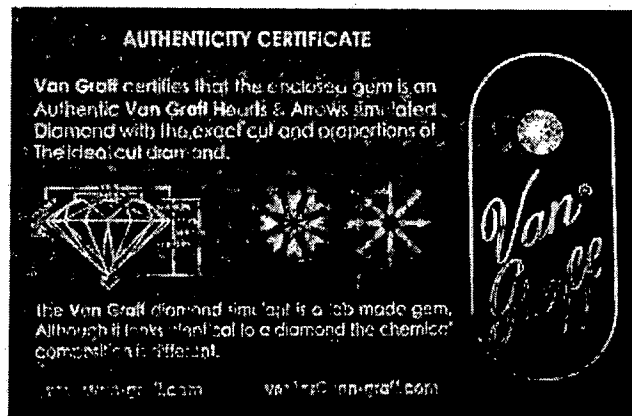 AUTHENTICITY CERTIFICATE
Van Graff certifies that the enclosed gem is an
Authentic Van Graff Hearts & Arrows simulated
Diamond with the exact cut and proportions of
The ideal cut diamond.
Van® Graff
The Van Graff diamond simulant is a lab made gem,
Although it looks identical to a diamond the chemical
composition is different.